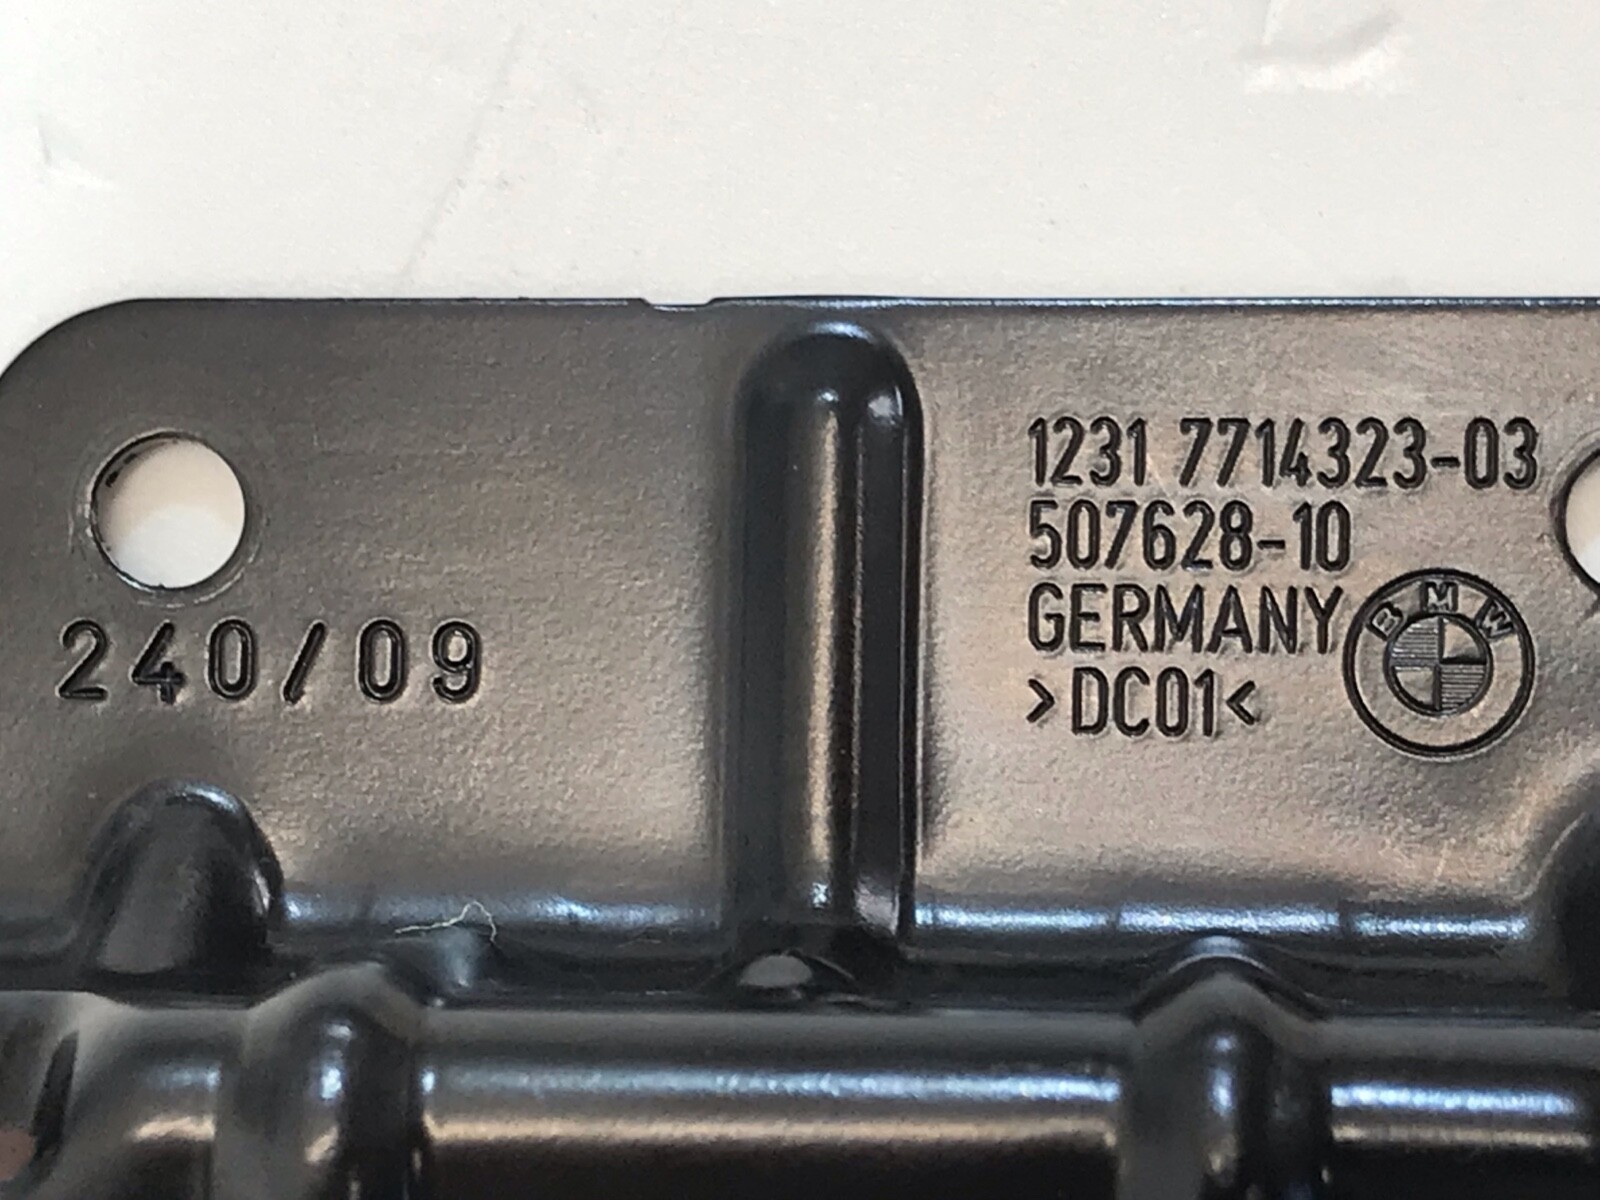 1231 7714323-03
507628-10
GERMANY
BMW
>DC01<
240/09